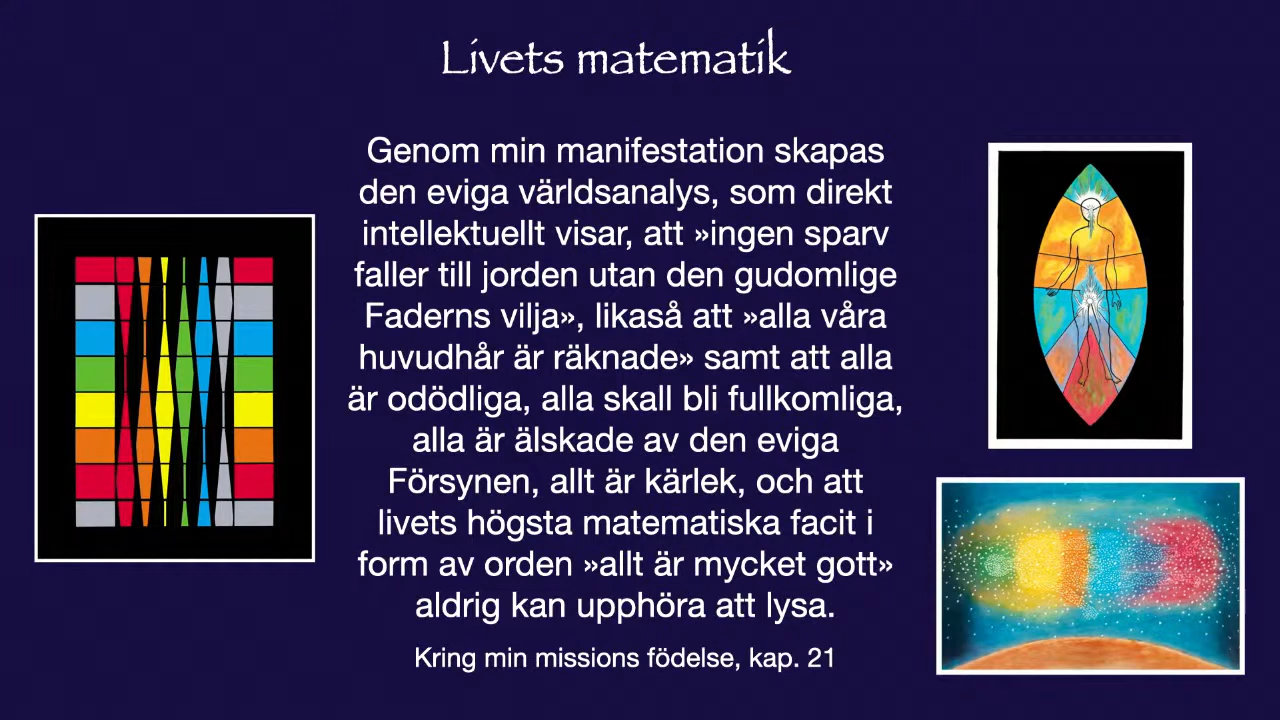 Livets matematik
Genom min manifestation skapas
den eviga världsanalys, som direkt
intellektuellt visar, att »ingen sparv
faller till jorden utan den gudomlige
Faderns vilja», likaså att »alla våra
huvudhår är räknade» samt att alla
är odödliga, alla skall bli fullkomliga,
alla är älskade av den eviga
Försynen, allt är kärlek, och att
livets högsta matematiska facit i
form av orden »allt är mycket gott»
aldrig kan upphöra att lysa.
Kring min missions födelse, kap. 21